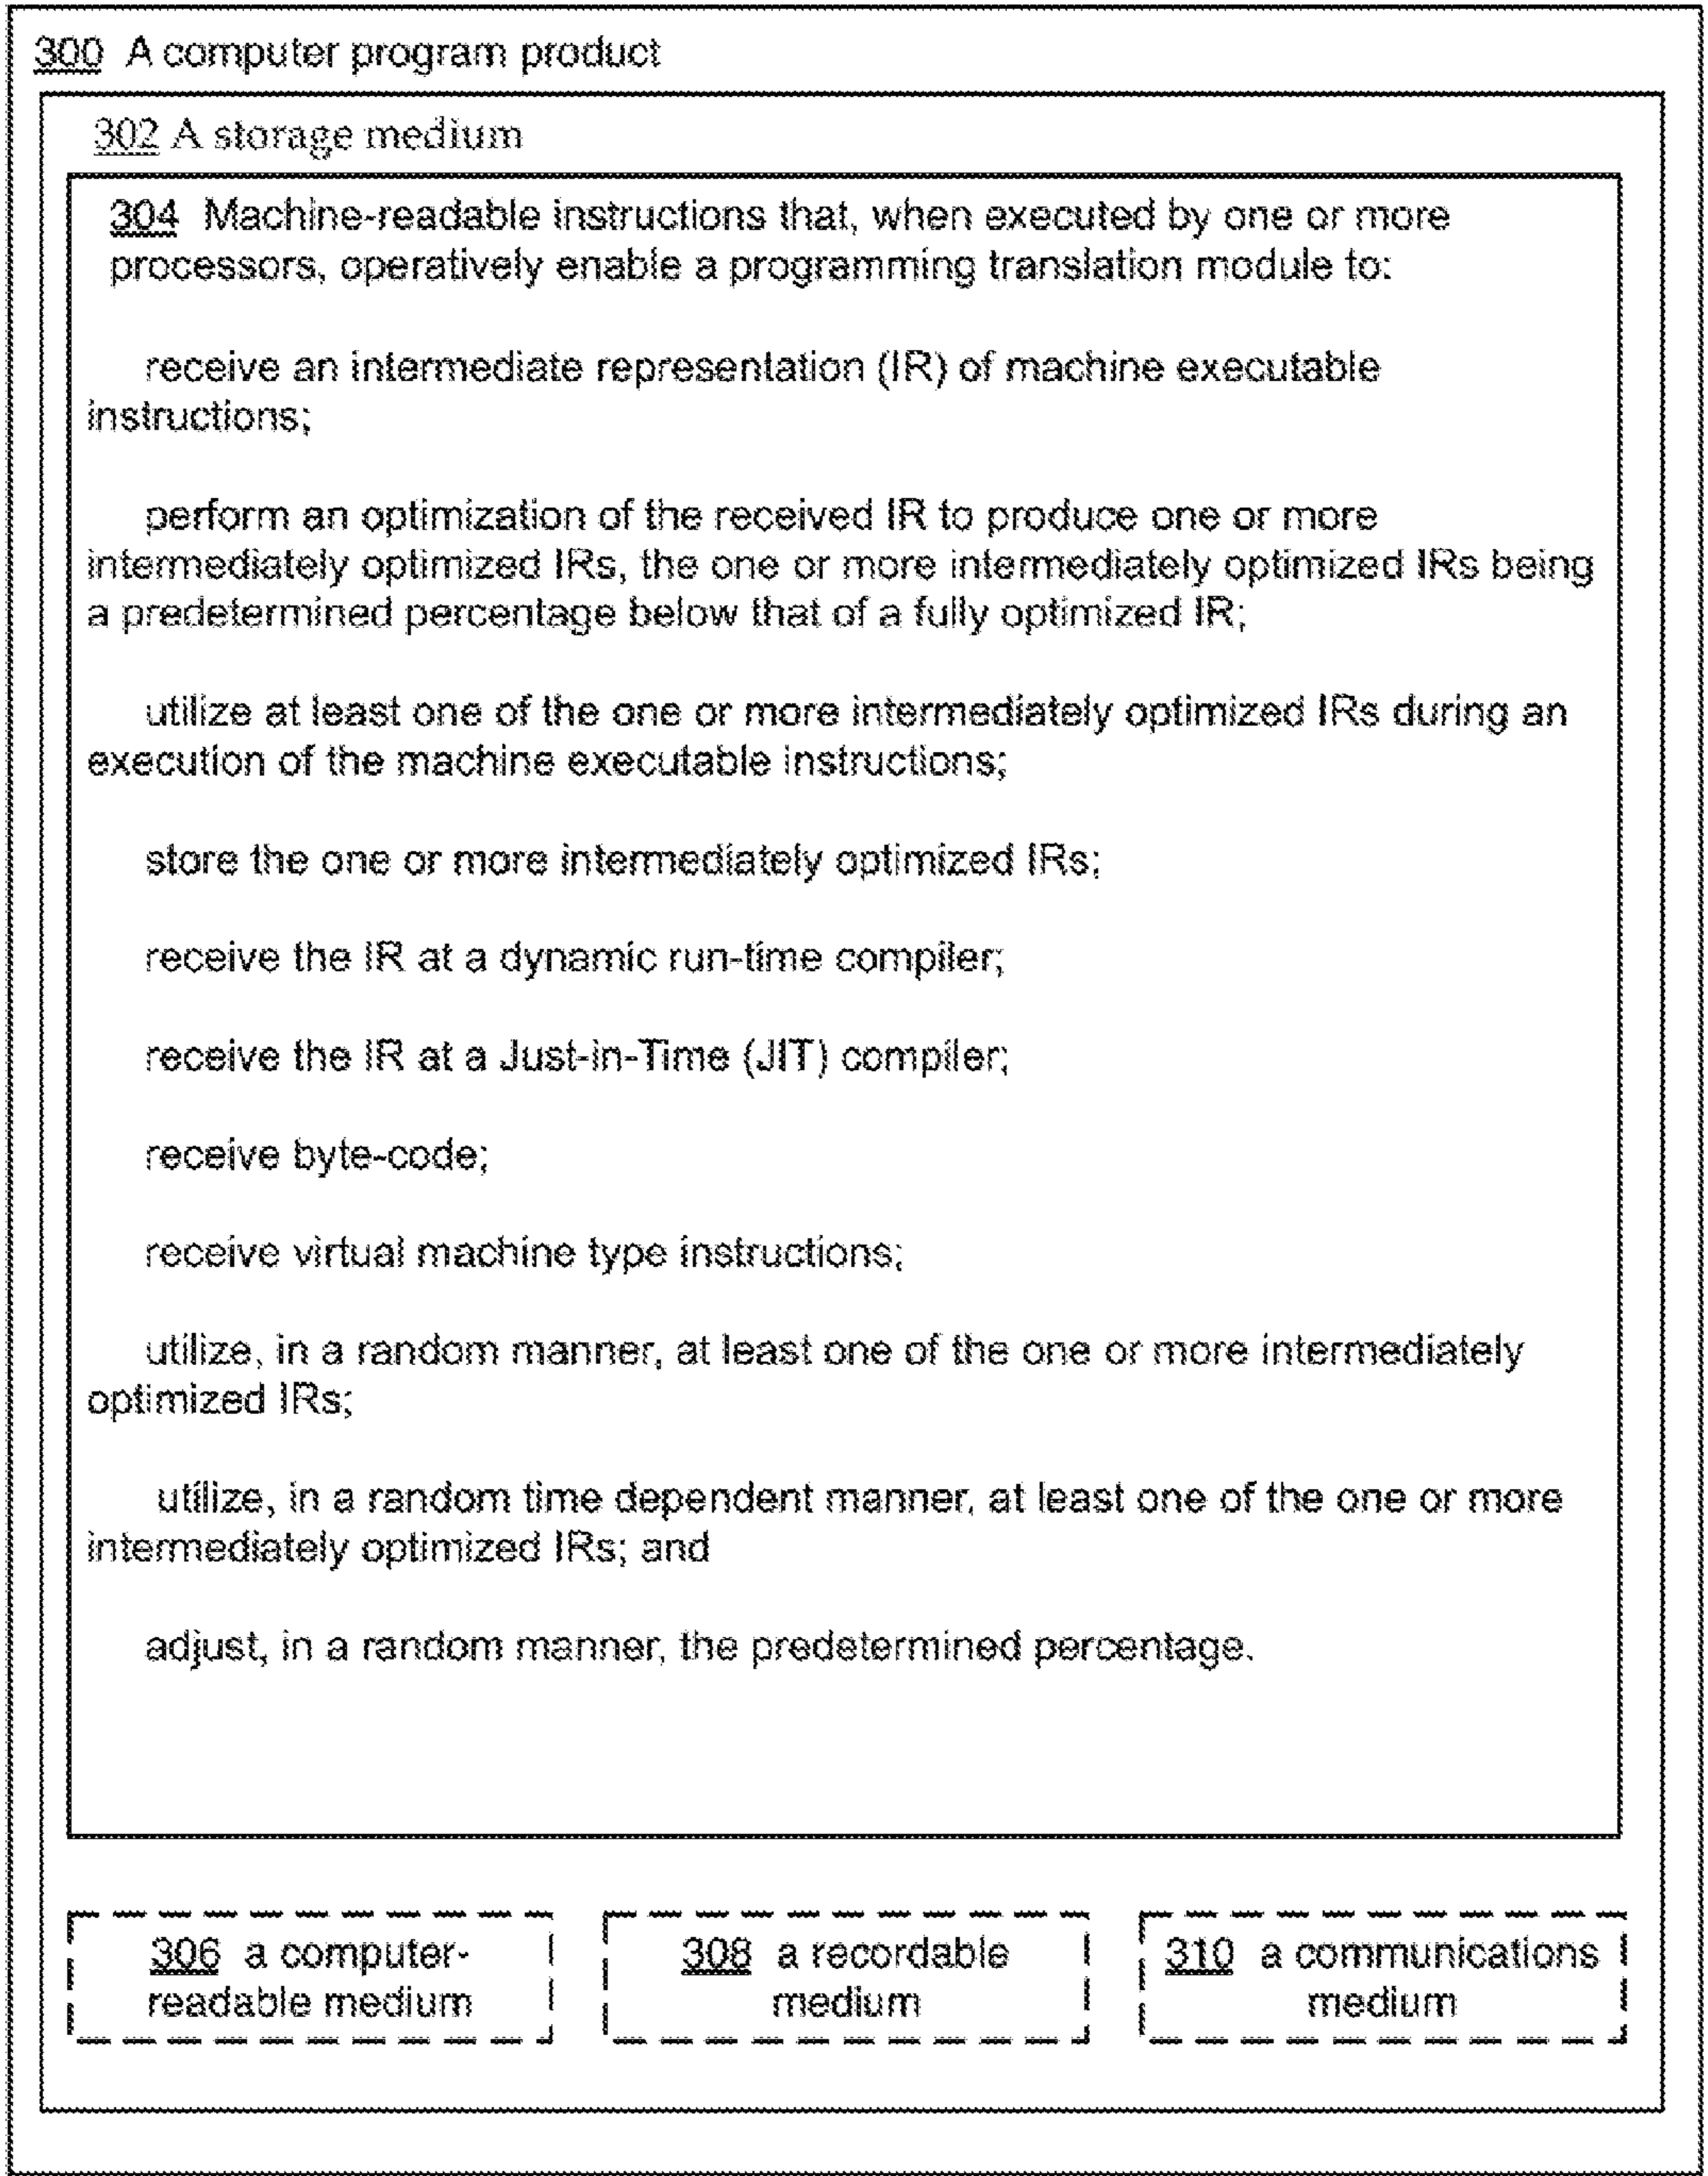 300 A computer program product
302 A storage medium
304 Machine-readable instructions that, when executed by one or more
processors, operatively enable a programming translation module to:
receive an intermediate representation (IR) of machine executable
instructions;
perform an optimization of the received IR to produce one or more
intermediately optimized IRs, the one or more intermediately optimized IRs being
a predetermined percentage below that of a fully optimized IR;
utilize at least one of the one or more intermediately optimized IRs during an
execution of the machine executable instructions;
store the one or more intermediately optimized IRs;
receive the IR at a dynamic run-time compiler;
receive the IR at a Just-in-Time (JIT) compiler;
receive byte-code;
receive virtual machine type instructions;
utilize, in a random manner, at least one of the one or more intermediately
optimized IRs;
utilize, in a random time dependent manner, at least one of the one or more
intermediately optimized IRs; and
adjust, in a random manner, the predetermined percentage.
306 a computer-
readable medium
308 a recordable
medium
310 a communications
medium